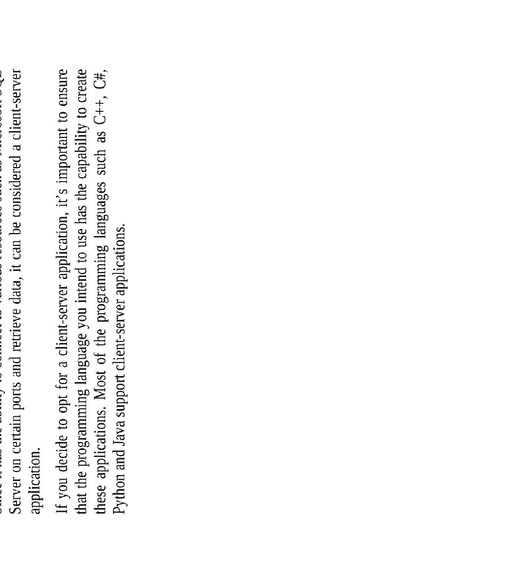 Server on certain ports and retrieve data, it can be considered a client-server
application.
If you decide to opt for a client-server application, it's important to ensure
that the programming language you intend to use has the capability to create
these applications. Most of the programming languages such as C++, C#,
Python and Java support client-server applications.